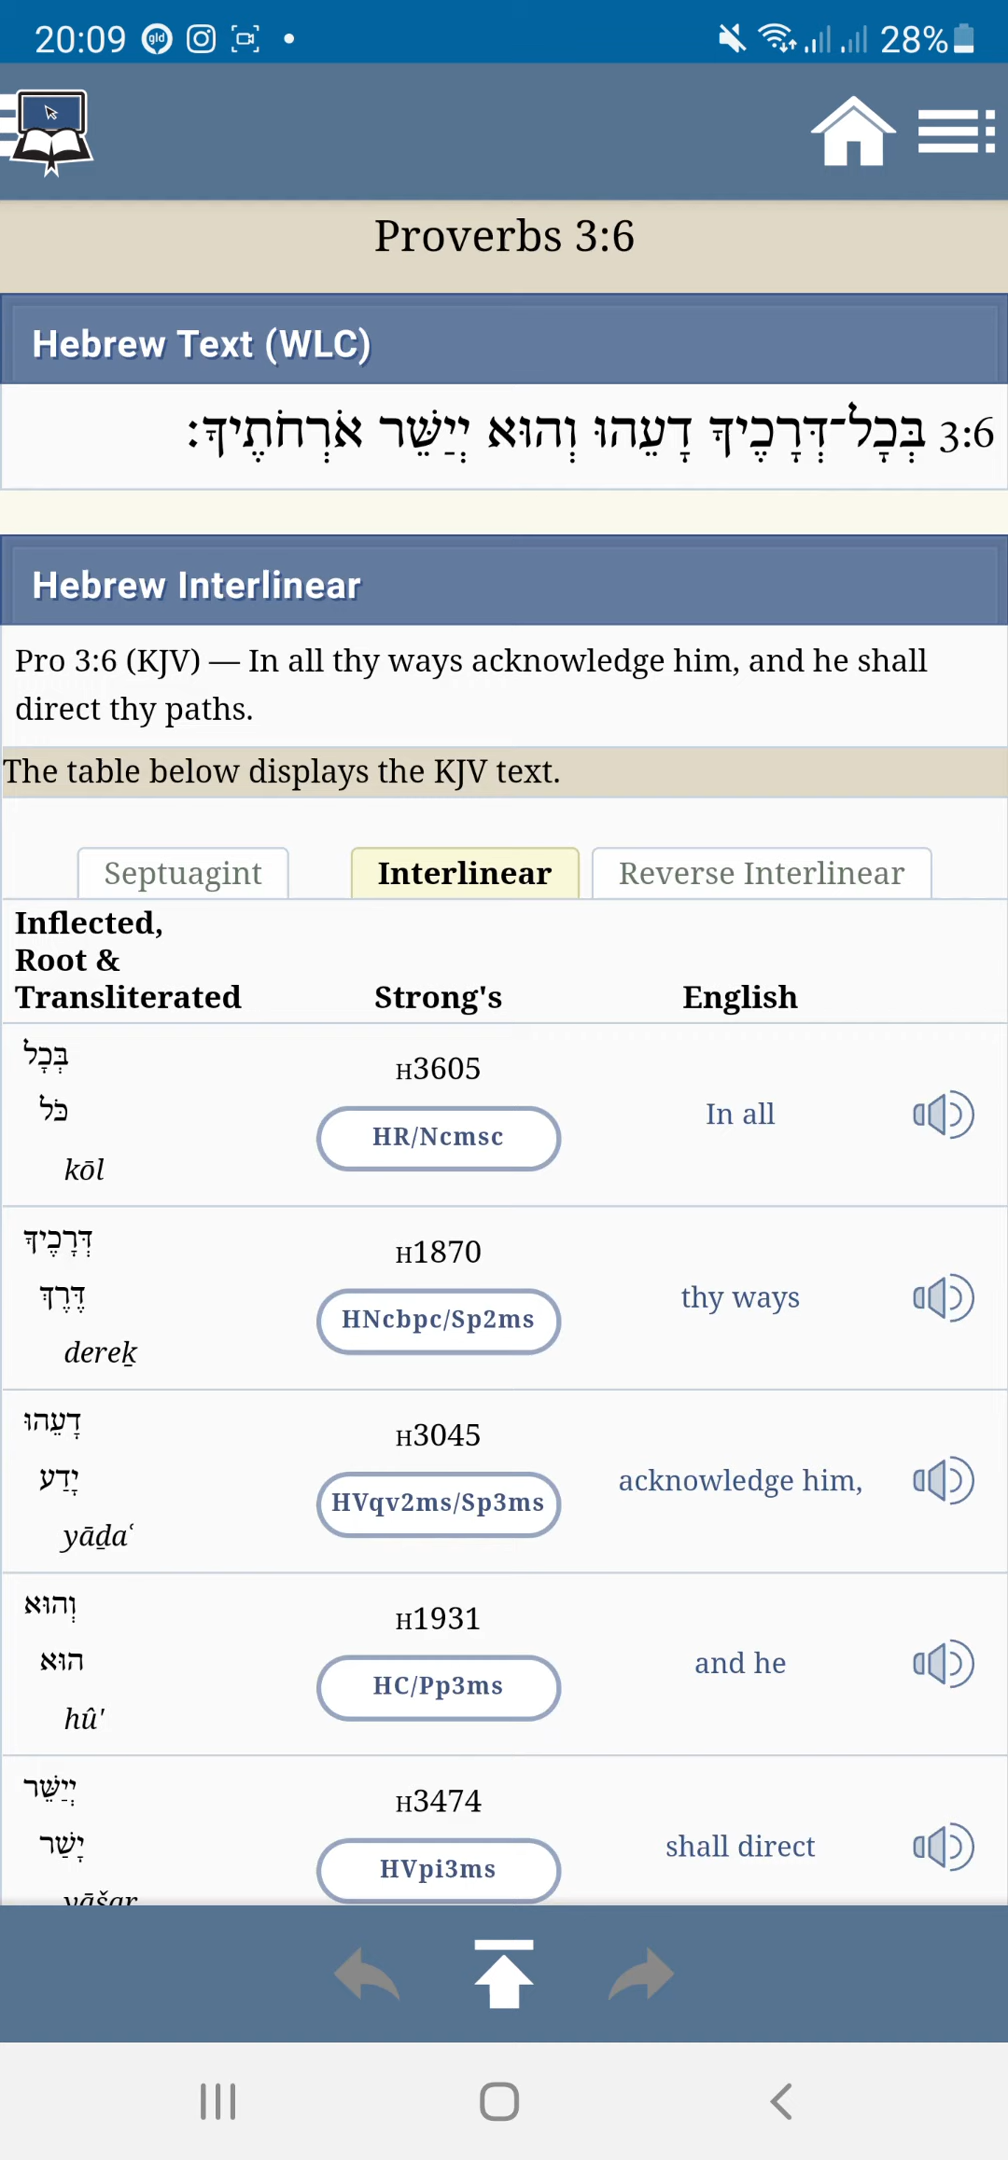 20:09 gld 28%
Proverbs 3:6
Hebrew Text (WLC)
3:6 בְּכָל־דְּרָכֶיךָ דָעֵהוּ וְהוּא יְיַשֵּׁר אֹרְחֹתֶיךָ׃
Hebrew Interlinear
Pro 3:6 (KJV) — In all thy ways acknowledge him, and he shall
direct thy paths.
The table below displays the KJV text.
Septuagint Interlinear Reverse Interlinear
Inflected,
Root &
Transliterated Strong's English
בְּכָל
כֹּל
kōl
H3605
HR/Ncmsc
In all
דְּרָכֶיךָ
דֶּרֶךְ
dereḵ
H1870
HNcbpc/Sp2ms
thy ways
דָעֵהוּ
יָדַע
yāḏaʿ
H3045
HVqv2ms/Sp3ms
acknowledge him,
וְהוּא
הוּא
hû'
H1931
HC/Pp3ms
and he
יְיַשֵּׁר
יָשַׁר
yāšar
H3474
HVpi3ms
shall direct